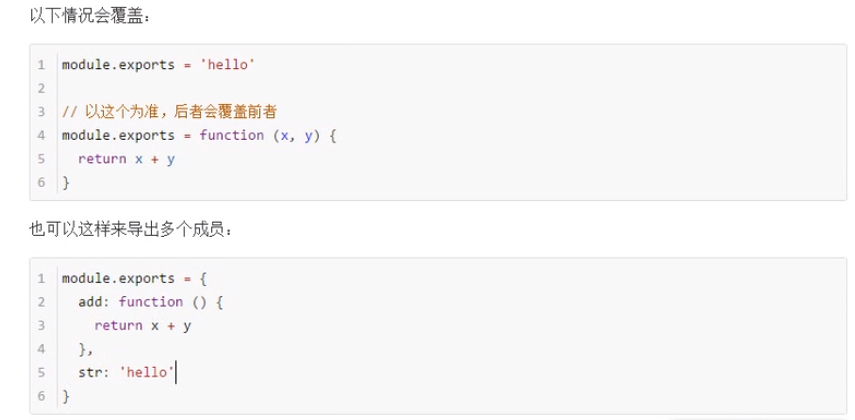 以下情况会覆盖：
1 module.exports = 'hello'
2
3 // 以这个为准，后者会覆盖前者
4 module.exports = function (x, y) {
5   return x + y
6 }
也可以这样来导出多个成员：
1 module.exports = {
2   add: function () {
3     return x + y
4   },
5   str: 'hello'
6 }